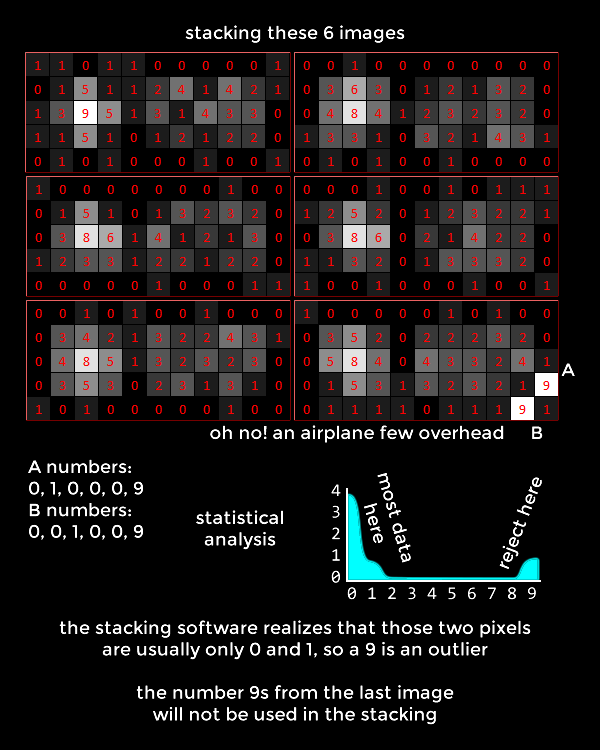 stacking these 6 images
1 1 0 1 1 0 0 0 0 0 1
0 1 5 1 1 2 4 1 4 2 1
1 3 9 5 1 3 1 4 3 3 0
1 1 5 1 0 1 2 1 2 2 0
0 1 0 1 0 0 0 1 0 0 1
0 0 1 0 0 0 0 0 0 0 0
0 3 6 3 0 1 2 1 3 2 0
0 4 8 4 1 2 3 2 3 3 0
1 3 3 1 0 3 2 1 4 3 1
0 1 0 1 0 0 1 0 0 0 0
1 0 0 0 0 0 0 0 1 0 0
0 1 5 1 0 1 3 2 3 2 0
0 3 8 6 1 4 1 2 1 3 0
1 2 3 3 1 2 2 1 2 2 0
0 0 0 0 0 1 0 0 0 1 1
0 0 0 1 0 0 1 0 1 1 1
1 2 5 2 0 1 2 3 2 2 1
0 3 8 6 0 2 1 4 2 2 0
1 1 3 2 0 1 3 3 3 2 0
1 0 0 1 0 0 0 1 0 0 1
0 0 1 0 1 0 0 1 0 0 0
0 3 4 2 1 3 2 2 4 3 1
0 4 8 5 1 3 2 3 2 3 0
0 3 5 3 0 2 3 1 3 1 0
1 0 1 0 0 0 0 1 0 0 0
1 0 0 0 0 0 1 0 1 0 0
0 3 5 2 0 2 2 2 3 2 0
0 5 8 4 0 4 3 3 2 4 1
0 1 5 3 1 3 2 3 2 1 9
0 1 1 1 1 0 1 1 1 9 1
A
oh no! an airplane few overhead
B
A numbers:
0, 1, 0, 0, 0, 9
B numbers:
0, 0, 1, 0, 0, 9
statistical
analysis
4
3
2
1
0
most data
here
reject here
0 1 2 3 4 5 6 7 8 9
the stacking software realizes that those two pixels
are usually only 0 and 1, so a 9 is an outlier
the number 9s from the last image
will not be used in the stacking